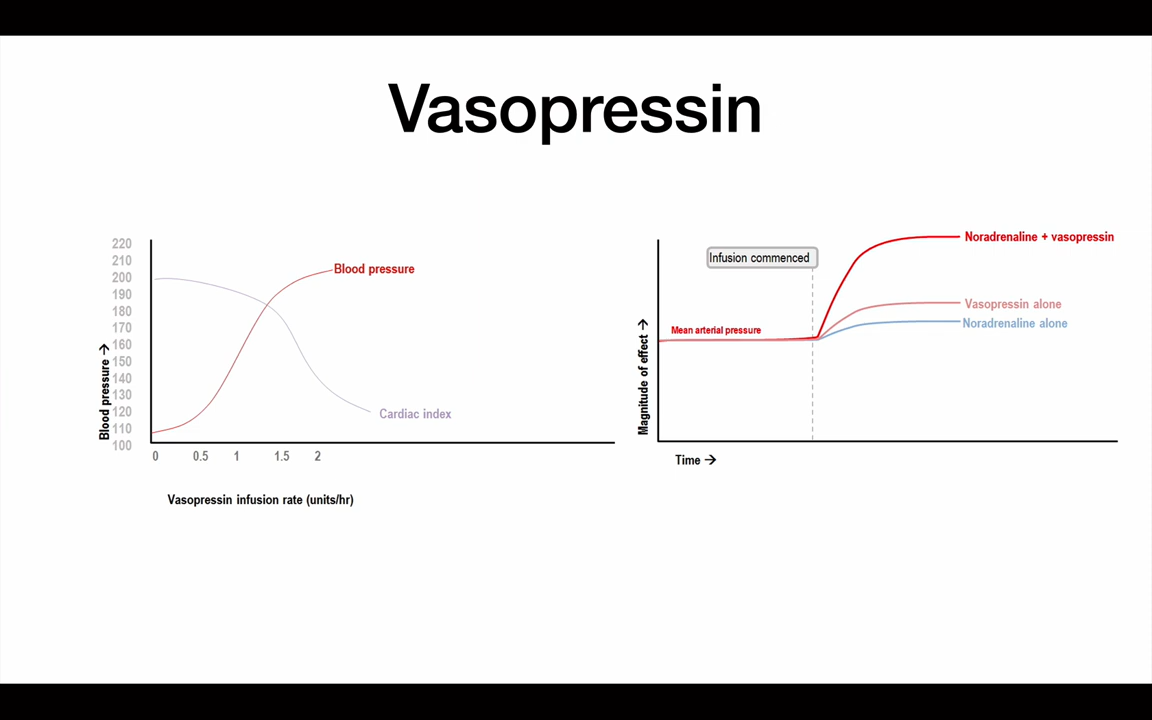 Vasopressin
220
210
200
190
180
170
160
150
140
130
120
110
100
Blood pressure →
Blood pressure
Cardiac index
0 0.5 1 1.5 2
Vasopressin infusion rate (units/hr)
Infusion commenced
Noradrenaline + vasopressin
Vasopressin alone
Noradrenaline alone
Mean arterial pressure
Magnitude of effect →
Time →